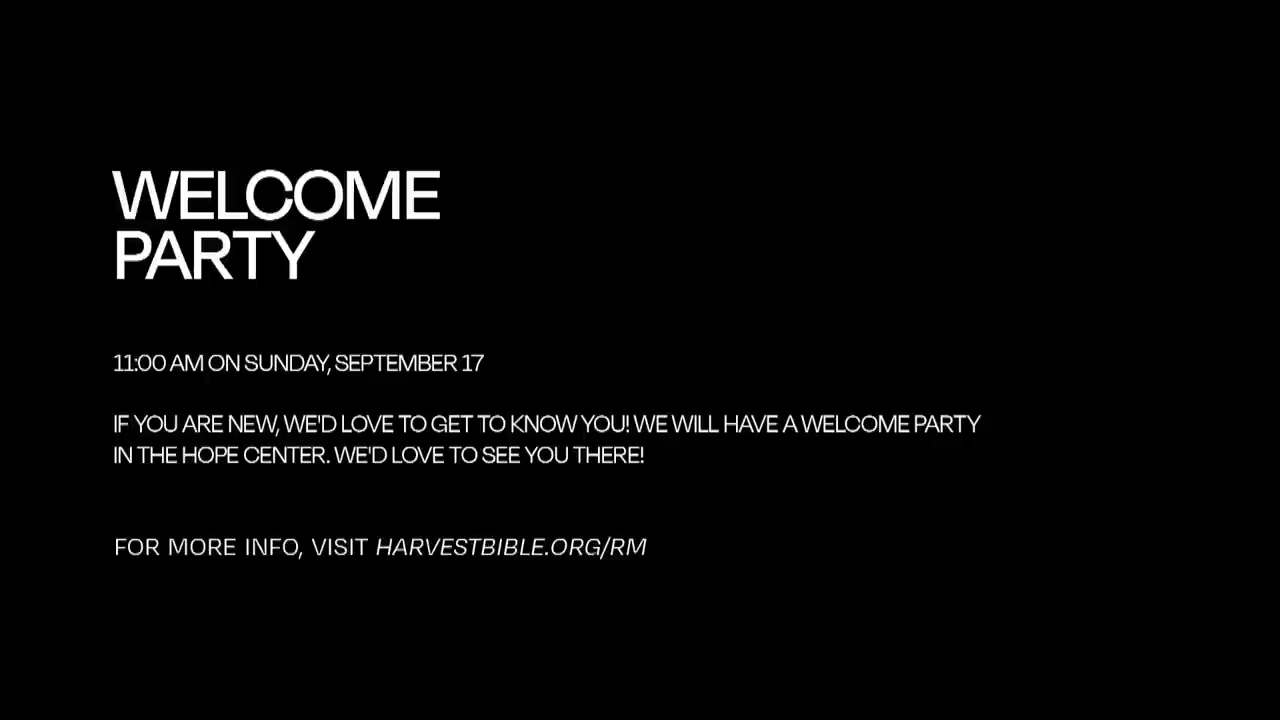 WELCOME
PARTY
11:00 AM ON SUNDAY, SEPTEMBER 17
IF YOU ARE NEW, WE'D LOVE TO GET TO KNOW YOU! WE WILL HAVE A WELCOME PARTY
IN THE HOPE CENTER. WE'D LOVE TO SEE YOU THERE!
FOR MORE INFO, VISIT HARVESTBIBLE.ORG/RM